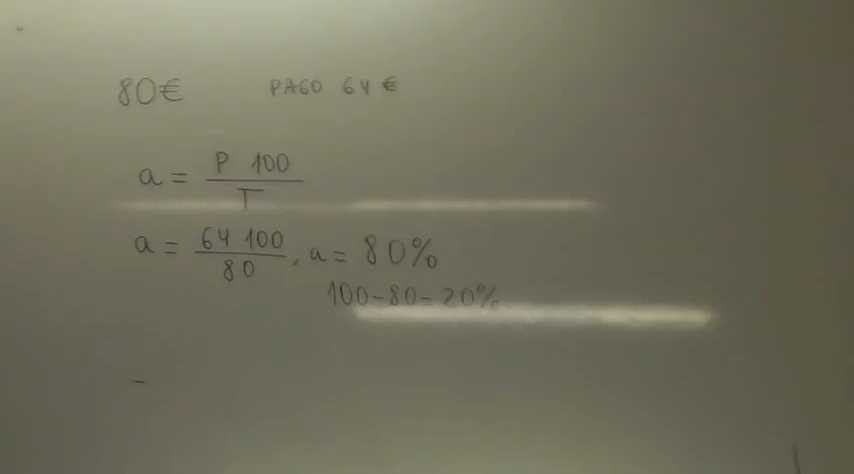 80€ PAGO 64 €
a = P 100 / T
a = 64 100 / 80, a = 80%
100-80-20%